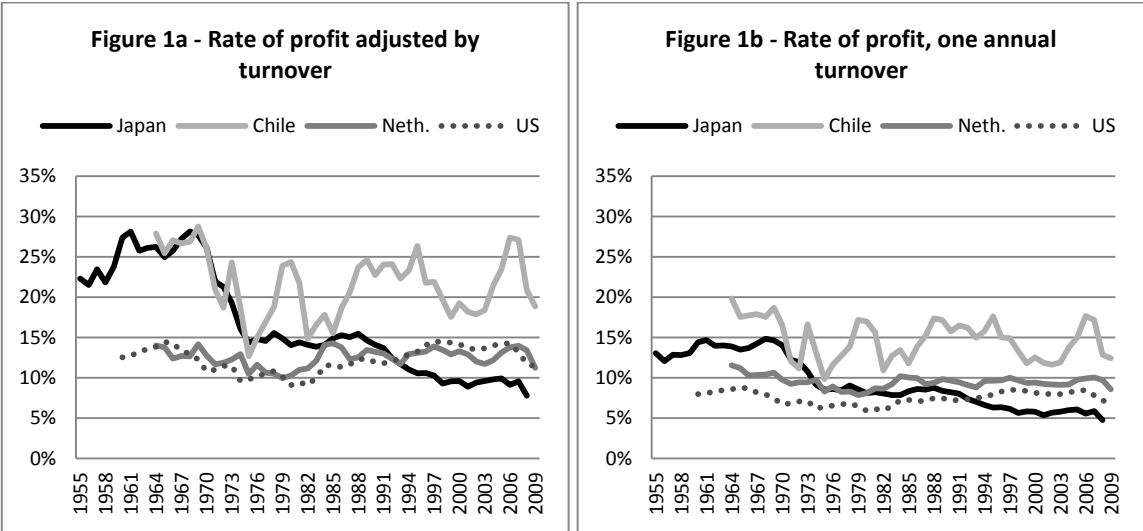 Figure 1a - Rate of profit adjusted by
turnover
Japan Chile Neth. US
35%
30%
25%
20%
15%
10%
5%
0%
1955 1958 1961 1964 1967 1970 1973 1976 1979 1982 1985 1988 1991 1994 1997 2000 2003 2006 2009
Figure 1b - Rate of profit, one annual
turnover
Japan Chile Neth. US
35%
30%
25%
20%
15%
10%
5%
0%
1955 1958 1961 1964 1967 1970 1973 1976 1979 1982 1985 1988 1991 1994 1997 2000 2003 2006 2009